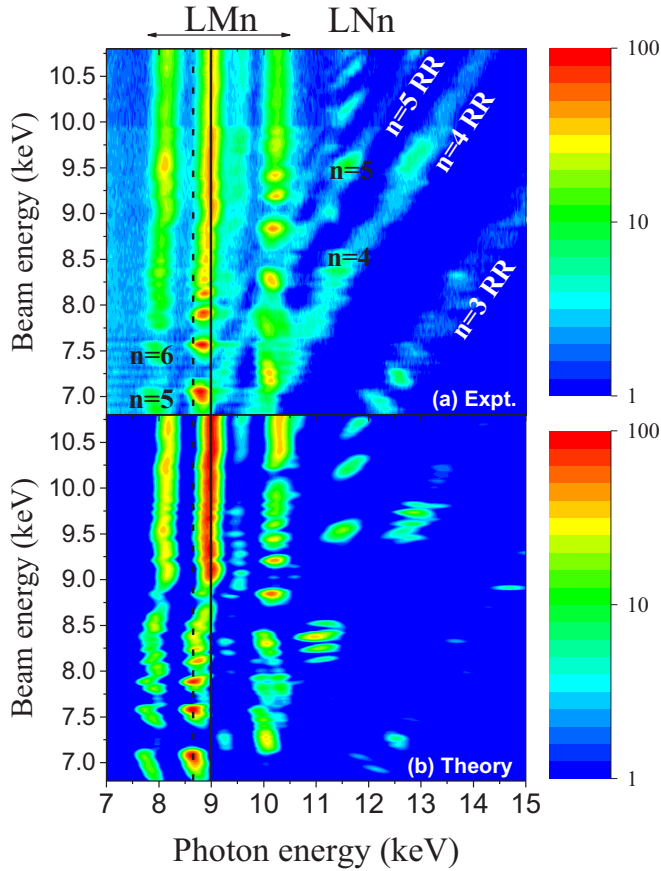 LMn LNn
10.5
10.0
9.5
9.0
8.5
8.0
7.5
7.0
Beam energy (keV)
n=5 RR
n=4 RR
n=3 RR
n=5
n=4
n=6
n=5
(a) Expt.
100
10
1
10.5
10.0
9.5
9.0
8.5
8.0
7.5
7.0
Beam energy (keV)
(b) Theory
100
10
1
7 8 9 10 11 12 13 14 15
Photon energy (keV)